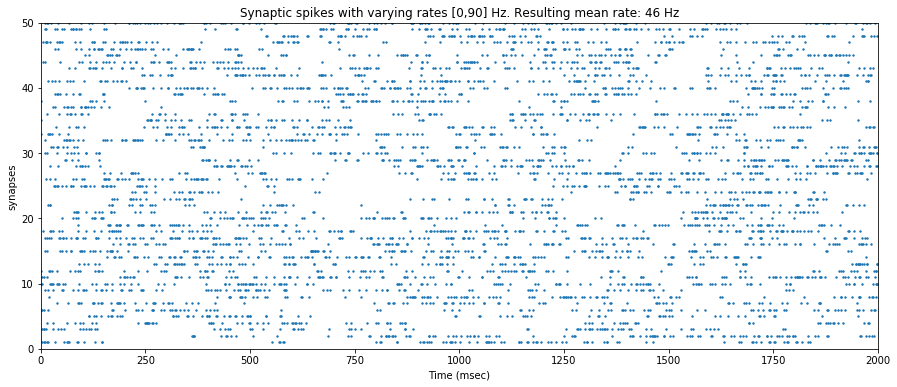 Synaptic spikes with varying rates [0,90] Hz. Resulting mean rate: 46 Hz
50
40
30
20
10
0
synapses
0 250 500 750 1000 1250 1500 1750 2000
Time (msec)